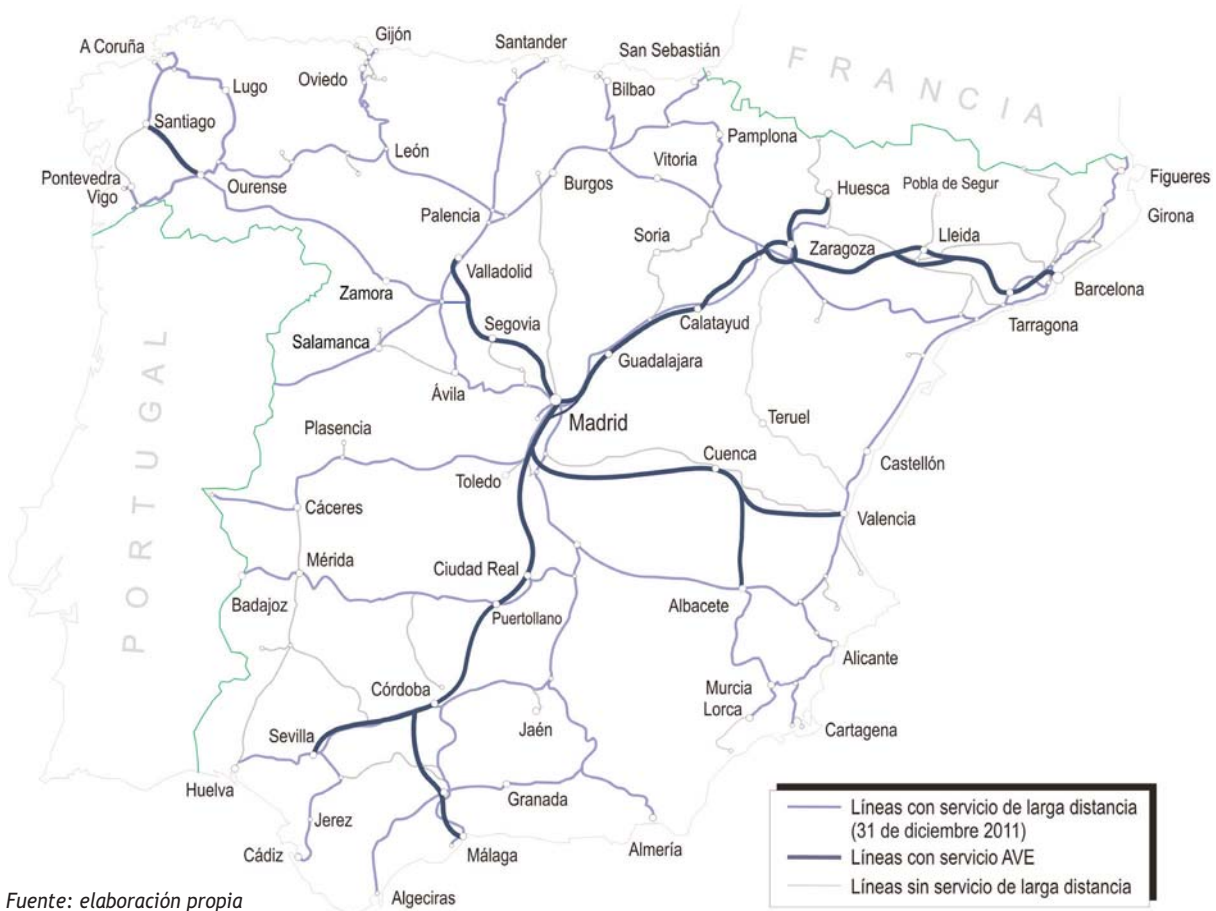 A Coruña
Gijón
Santander
San Sebastián
FRANCIA
Oviedo
Bilbao
Lugo
Santiago
Pamplona
León
Vitoria
Pontevedra
Vigo
Ourense
Burgos
Huesca
Pobla de Segur
Figueres
Girona
Palencia
Soria
Zaragoza
Lleida
Valladolid
Zamora
Barcelona
Segovia
Calatayud
Tarragona
Salamanca
Guadalajara
Ávila
Madrid
PORTUGAL
Teruel
Plasencia
Cuenca
Castellón
Toledo
Cáceres
Valencia
Mérida
Ciudad Real
Badajoz
Puertollano
Albacete
Alicante
Córdoba
Murcia
Lorca
Jaén
Cartagena
Sevilla
Huelva
Granada
Jerez
Cádiz
Málaga
Almería
Algeciras
Líneas con servicio de larga distancia
(31 de diciembre 2011)
Líneas con servicio AVE
Líneas sin servicio de larga distancia
Fuente: elaboración propia